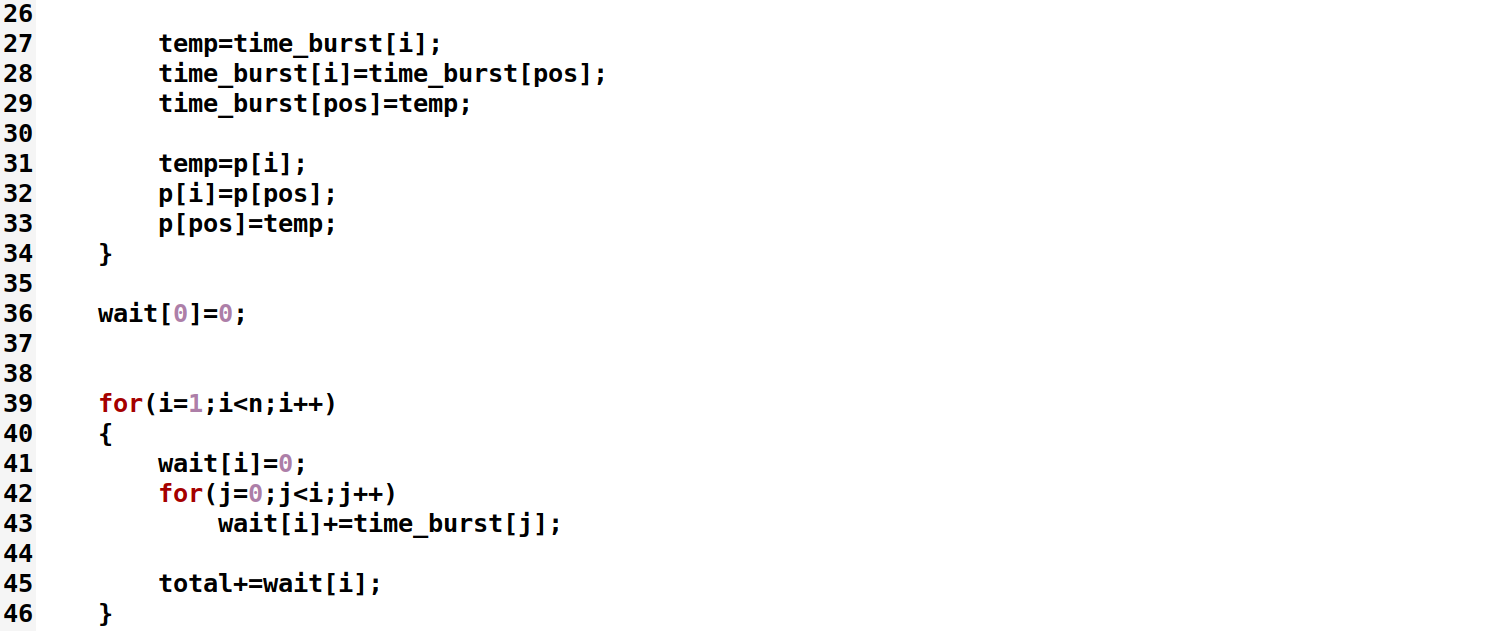 26
27        temp=time_burst[i];
28        time_burst[i]=time_burst[pos];
29        time_burst[pos]=temp;
30
31        temp=p[i];
32        p[i]=p[pos];
33        p[pos]=temp;
34    }
35
36    wait[0]=0;
37
38
39    for(i=1;i<n;i++)
40    {
41        wait[i]=0;
42        for(j=0;j<i;j++)
43            wait[i]+=time_burst[j];
44
45        total+=wait[i];
46    }